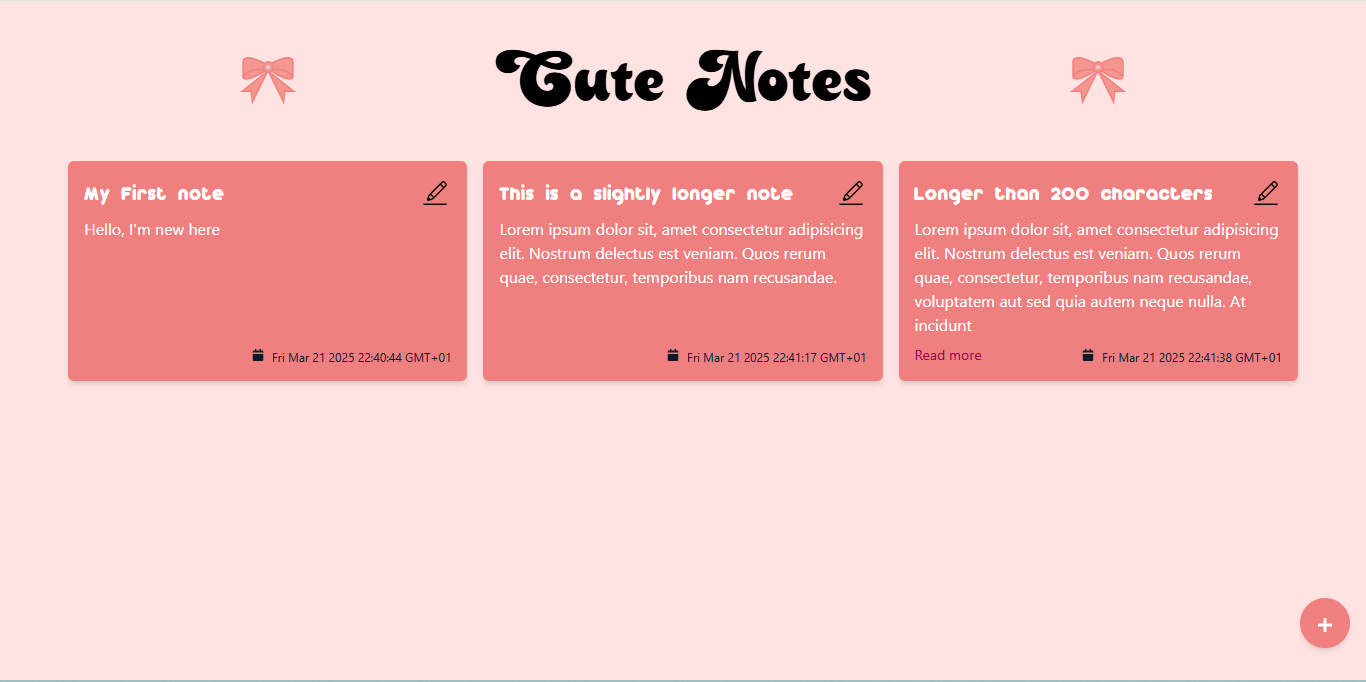 Cute Notes
My First note
Hello, I'm new here
Fri Mar 21 2025 22:40:44 GMT+01
This is a slightly longer note
Lorem ipsum dolor sit, amet consectetur adipisicing
elit. Nostrum delectus est veniam. Quos rerum
quae, consectetur, temporibus nam recusandae.
Fri Mar 21 2025 22:41:17 GMT+01
Longer than 200 characters
Lorem ipsum dolor sit, amet consectetur adipisicing
elit. Nostrum delectus est veniam. Quos rerum
quae, consectetur, temporibus nam recusandae,
voluptatem aut sed quia autem neque nulla. At
incidunt
Read more
Fri Mar 21 2025 22:41:38 GMT+01
+